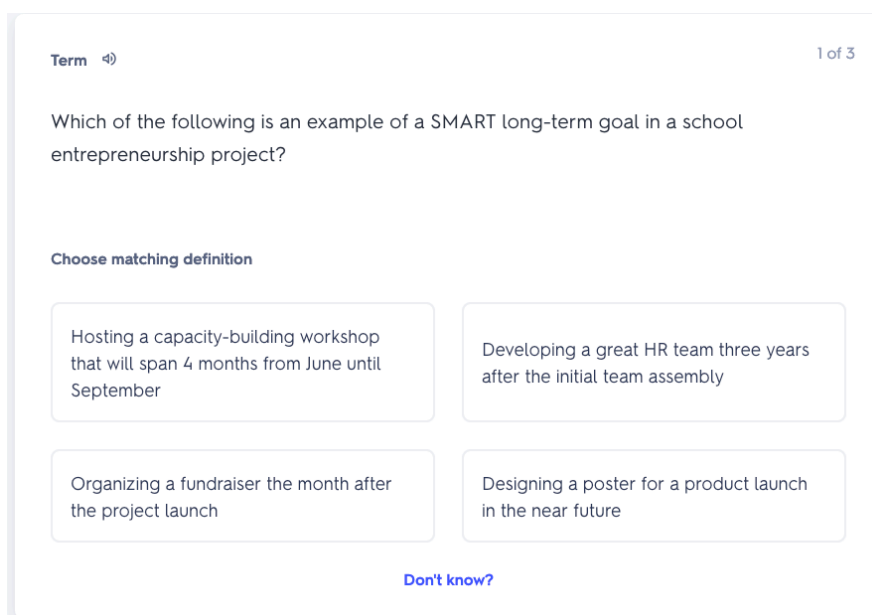 Term
1 of 3
Which of the following is an example of a SMART long-term goal in a school
entrepreneurship project?
Choose matching definition
Hosting a capacity-building workshop
that will span 4 months from June until
September
Developing a great HR team three years
after the initial team assembly
Organizing a fundraiser the month after
the project launch
Designing a poster for a product launch
in the near future
Don't know?